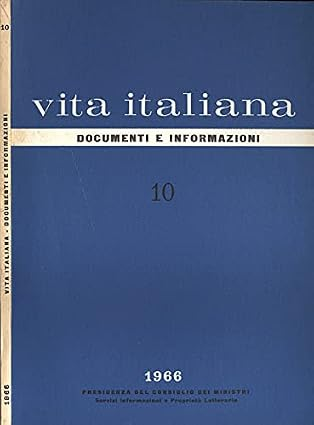 10
VITA ITALIANA - DOCUMENTI E INFORMAZIONI
1966
vita italiana
DOCUMENTI E INFORMAZIONI
10
1966
PRESIDENZA DEL CONSIGLIO DEI MINISTRI
Servizi Informazioni e Proprietà Letteraria